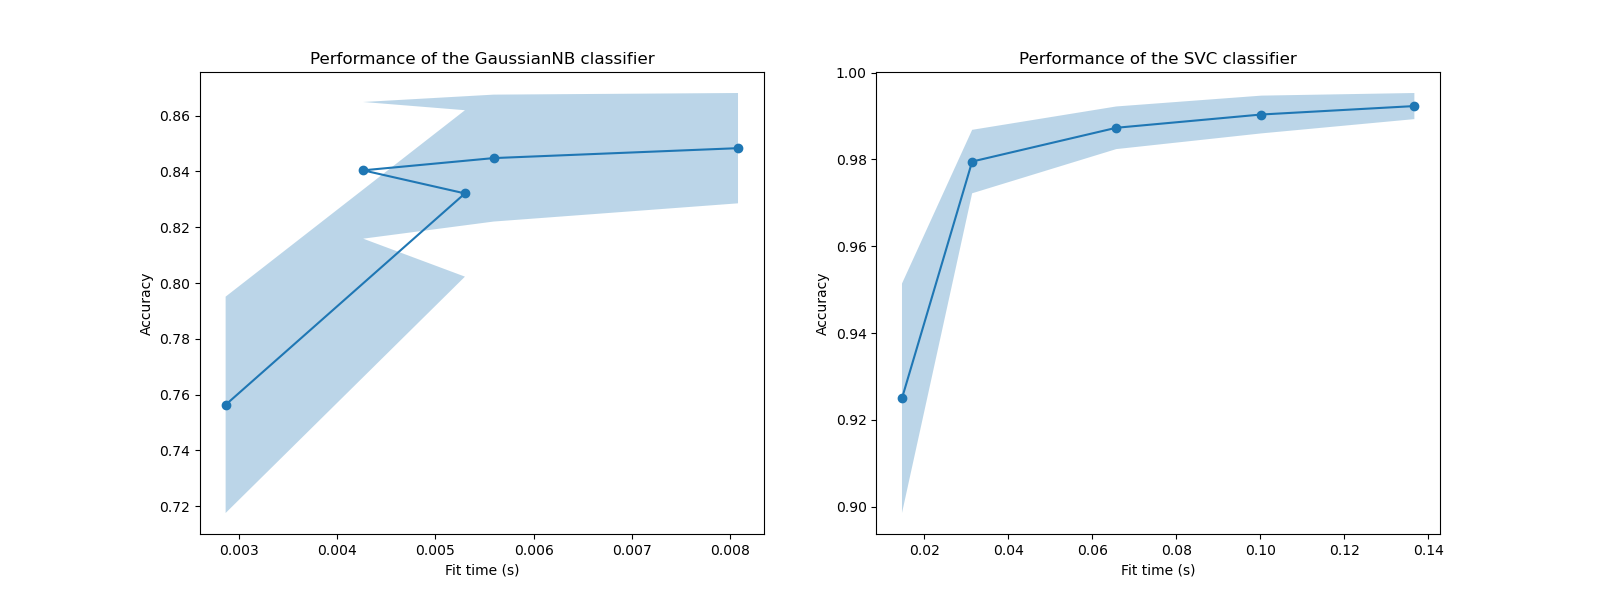 Performance of the GaussianNB classifier
0.86
0.84
0.82
0.80
0.78
0.76
0.74
0.72
Accuracy
0.003 0.004 0.005 0.006 0.007 0.008
Fit time (s)
Performance of the SVC classifier
1.00
0.98
0.96
0.94
0.92
0.90
Accuracy
0.02 0.04 0.06 0.08 0.10 0.12 0.14
Fit time (s)